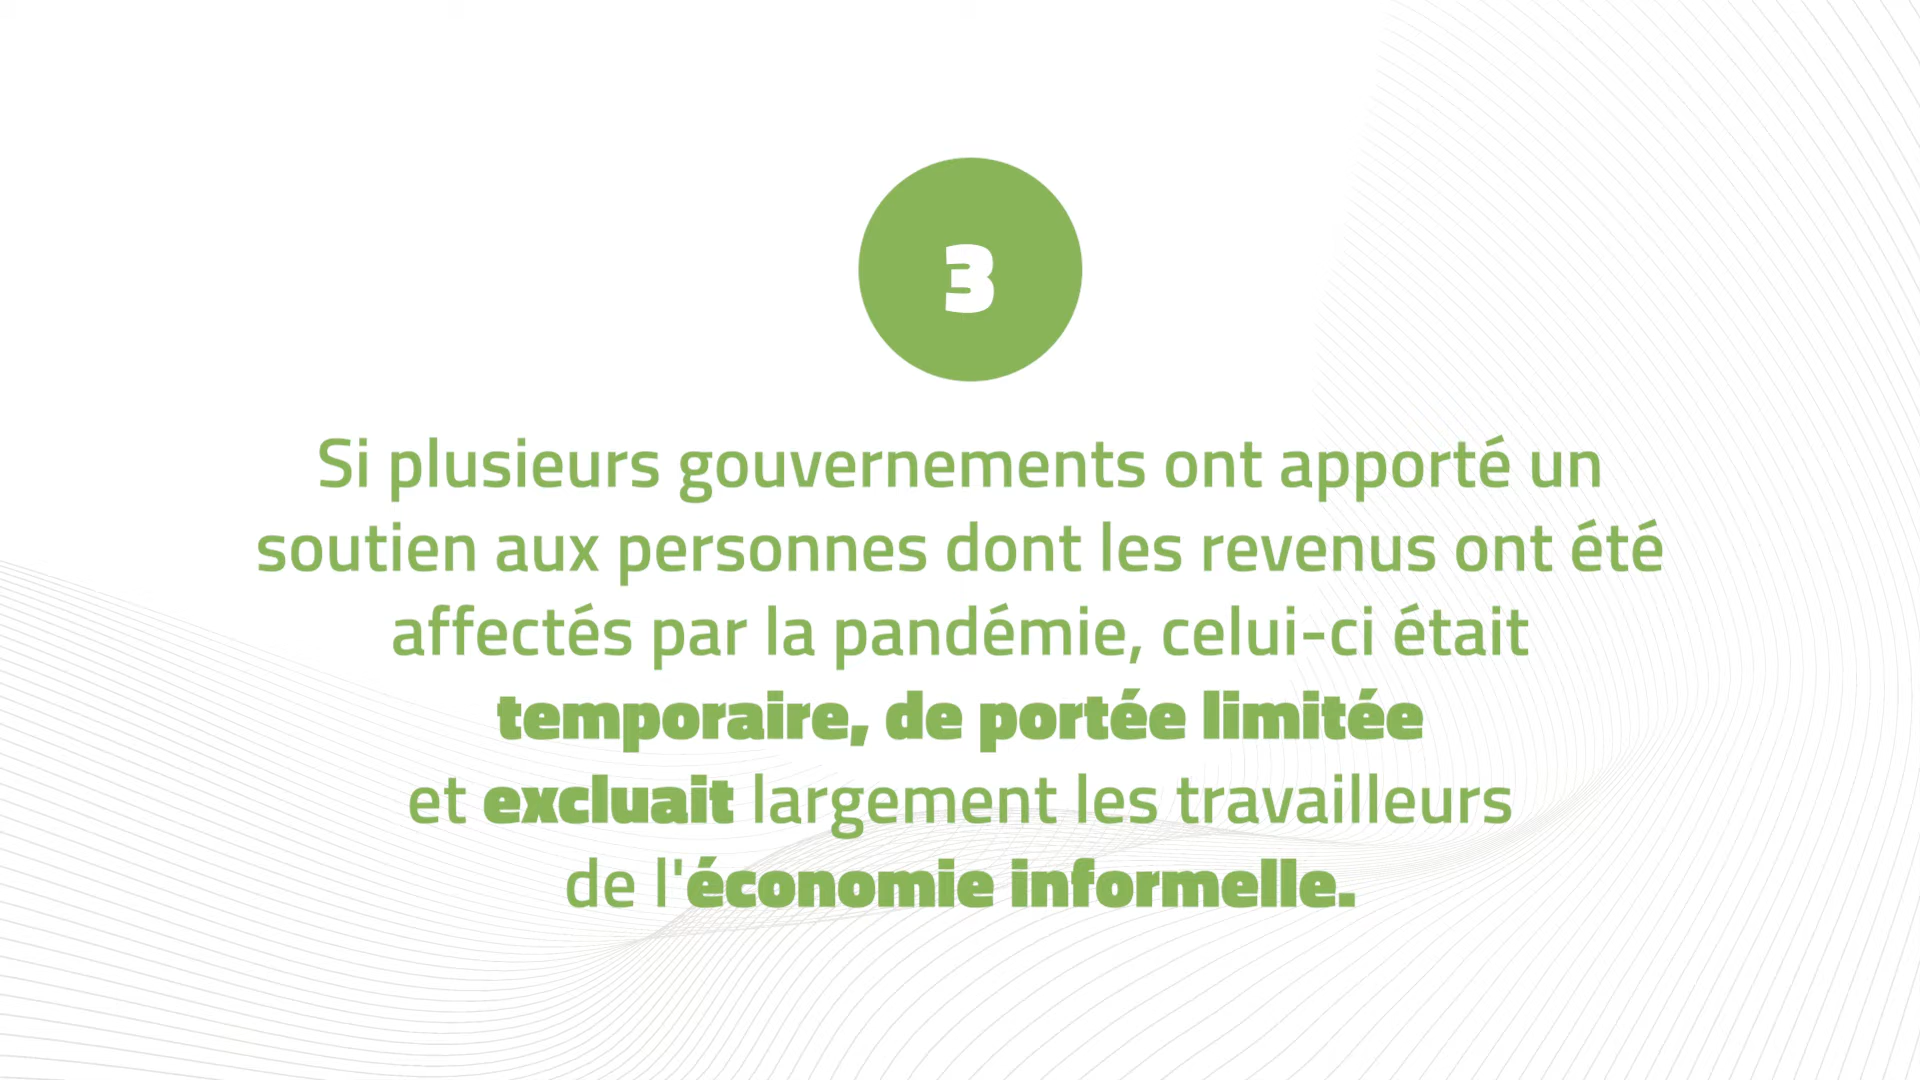 3
Si plusieurs gouvernements ont apporté un
soutien aux personnes dont les revenus ont été
affectés par la pandémie, celui-ci était
temporaire, de portée limitée
et excluait largement les travailleurs
de l'économie informelle.